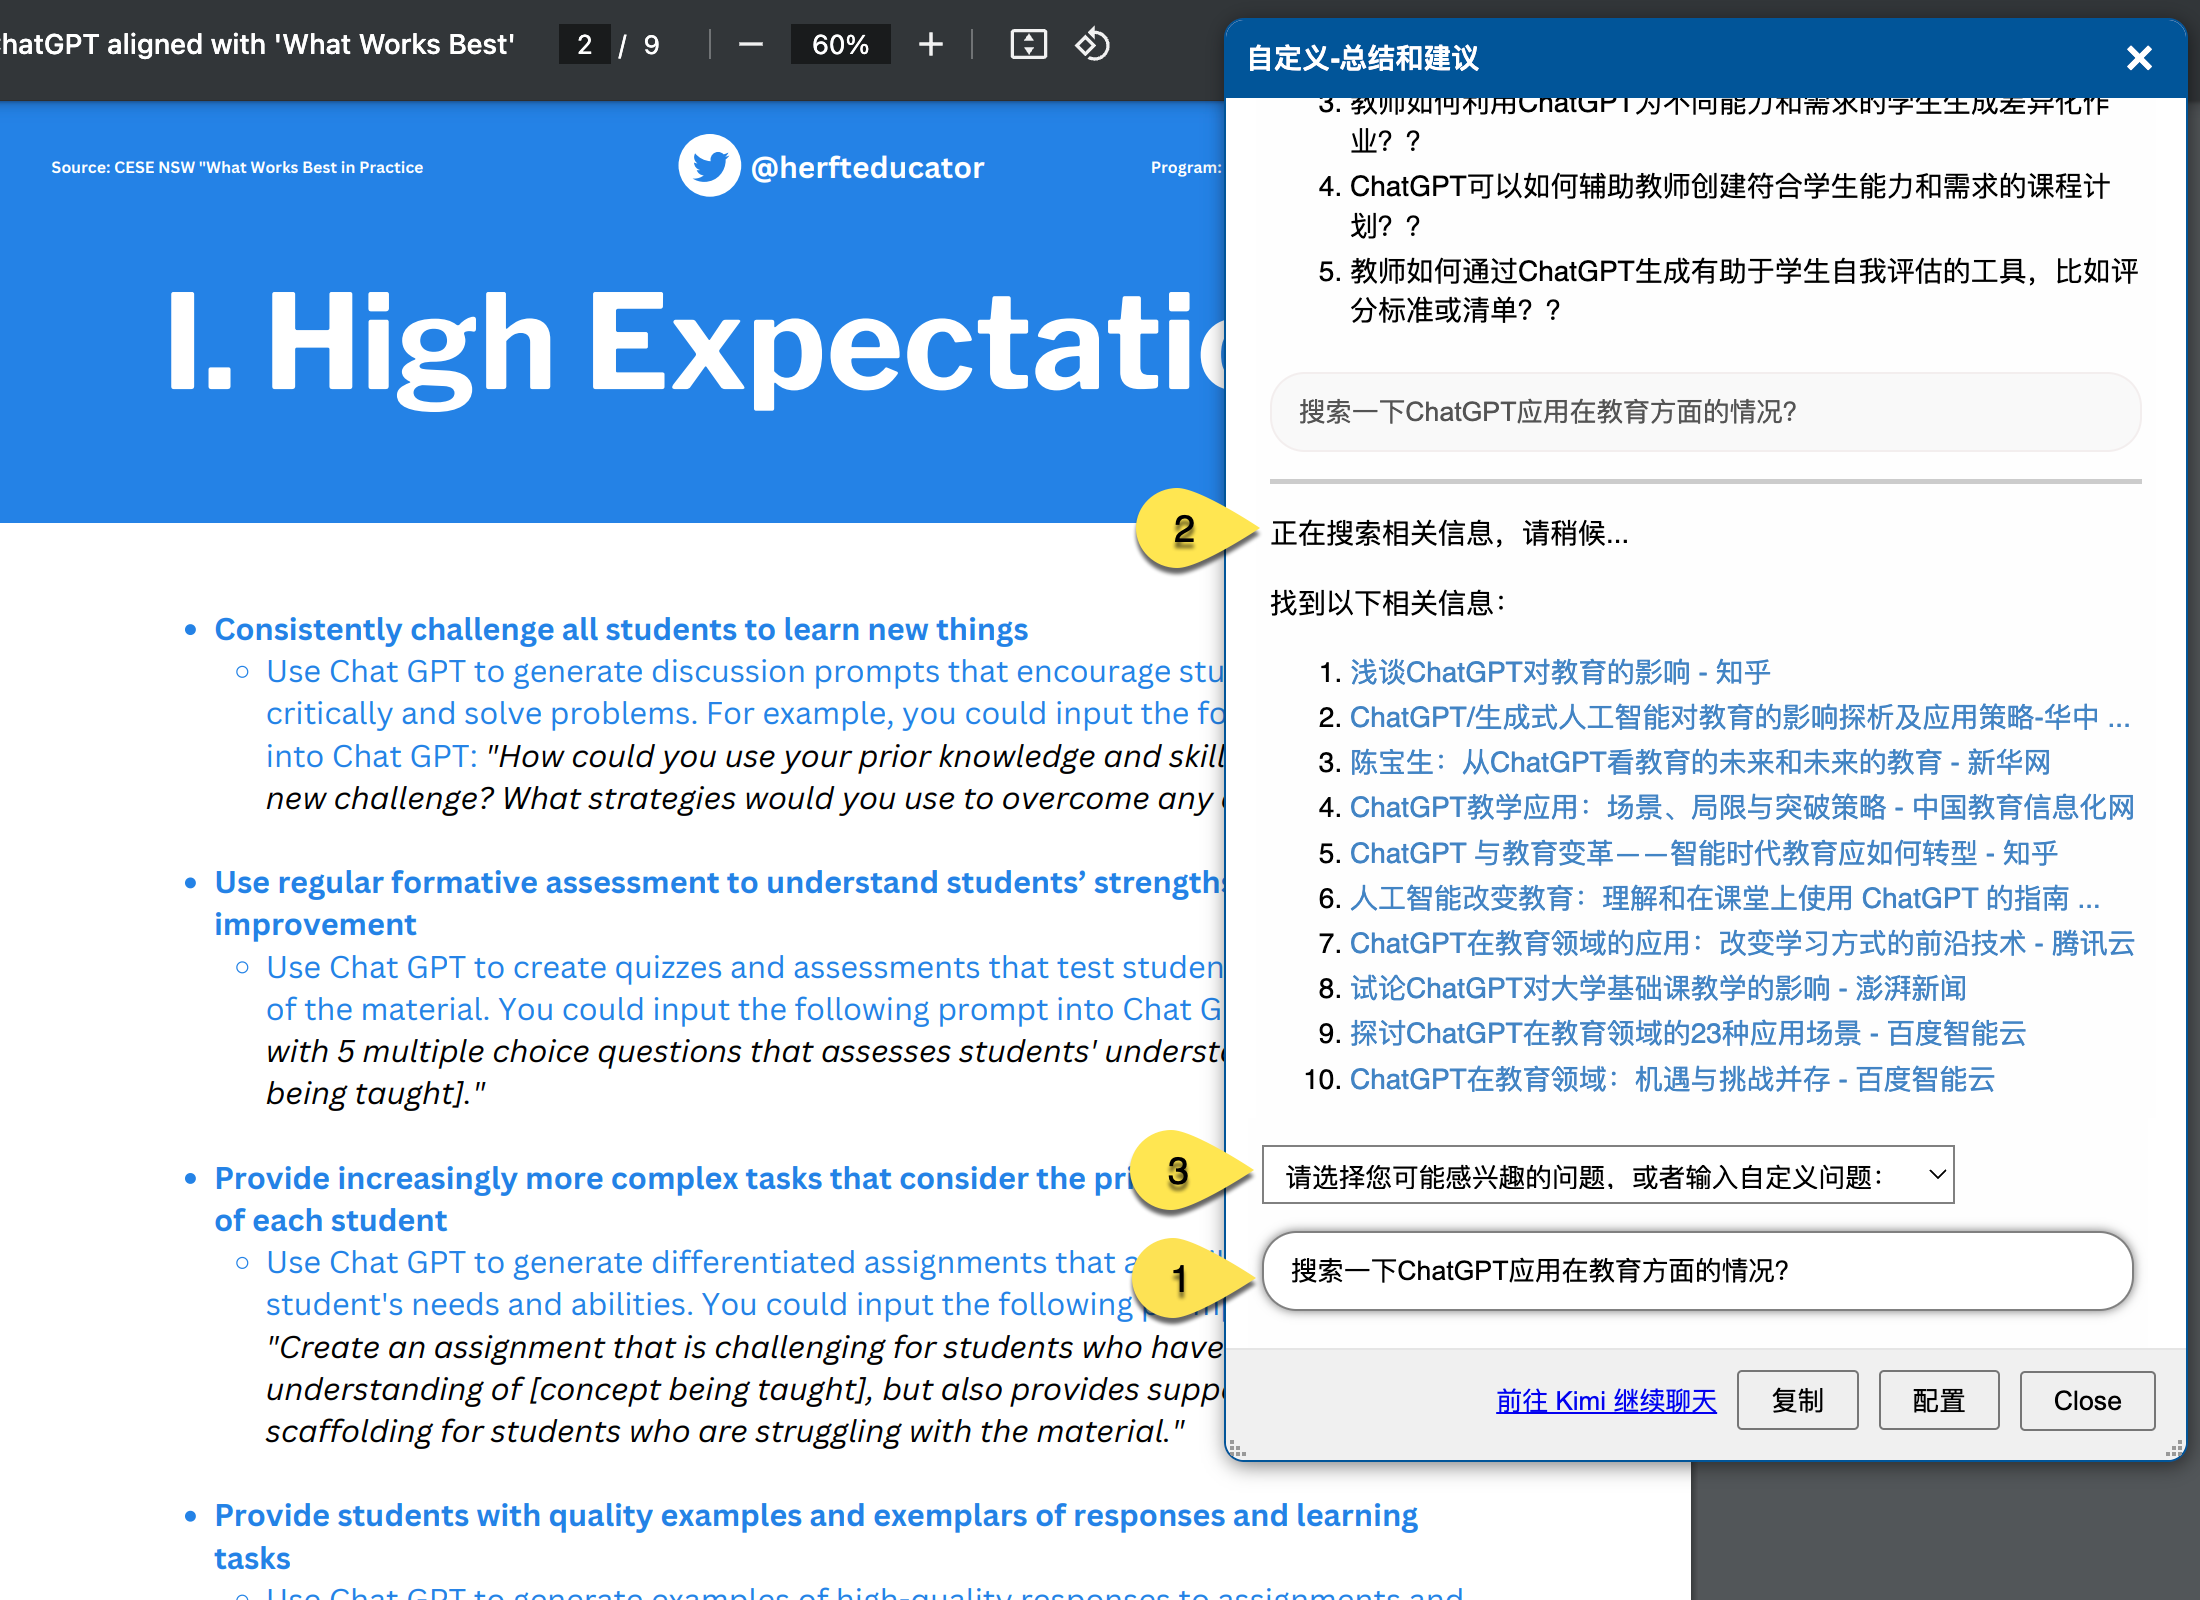 hatGPT aligned with 'What Works Best'
2 / 9
60%
Source: CESE NSW "What Works Best in Practice
@herfteducator
Program:
I. High Expectatio
Consistently challenge all students to learn new things
Use Chat GPT to generate discussion prompts that encourage stu
critically and solve problems. For example, you could input the fo
into Chat GPT: "How could you use your prior knowledge and skill
new challenge? What strategies would you use to overcome any
Use regular formative assessment to understand students’ strengths
improvement
Use Chat GPT to create quizzes and assessments that test studen
of the material. You could input the following prompt into Chat G
with 5 multiple choice questions that assesses students' understa
being taught]."
Provide increasingly more complex tasks that consider the pri
of each student
Use Chat GPT to generate differentiated assignments that a
student's needs and abilities. You could input the following
"Create an assignment that is challenging for students who have
understanding of [concept being taught], but also provides suppo
scaffolding for students who are struggling with the material."
Provide students with quality examples and exemplars of responses and learning
tasks
Use Chat GPT to generate examples of high-quality responses to assignments and
自定义-总结和建议
3. 教师如何利用ChatGPT为不同能力和需求的学生生成差异化作
业？?
4. ChatGPT可以如何辅助教师创建符合学生能力和需求的课程计
划？?
5. 教师如何通过ChatGPT生成有助于学生自我评估的工具，比如评
分标准或清单？?
搜索一下ChatGPT应用在教育方面的情况?
2
正在搜索相关信息，请稍候...
找到以下相关信息：
1. 浅谈ChatGPT对教育的影响 - 知乎
2. ChatGPT/生成式人工智能对教育的影响探析及应用策略-华中 ...
3. 陈宝生：从ChatGPT看教育的未来和未来的教育 - 新华网
4. ChatGPT教学应用：场景、局限与突破策略 - 中国教育信息化网
5. ChatGPT 与教育变革——智能时代教育应如何转型 - 知乎
6. 人工智能改变教育：理解和在课堂上使用 ChatGPT 的指南 ...
7. ChatGPT在教育领域的应用：改变学习方式的前沿技术 - 腾讯云
8. 试论ChatGPT对大学基础课教学的影响 - 澎湃新闻
9. 探讨ChatGPT在教育领域的23种应用场景 - 百度智能云
10. ChatGPT在教育领域：机遇与挑战并存 - 百度智能云
3
请选择您可能感兴趣的问题，或者输入自定义问题：
1
搜索一下ChatGPT应用在教育方面的情况?
前往 Kimi 继续聊天
复制
配置
Close